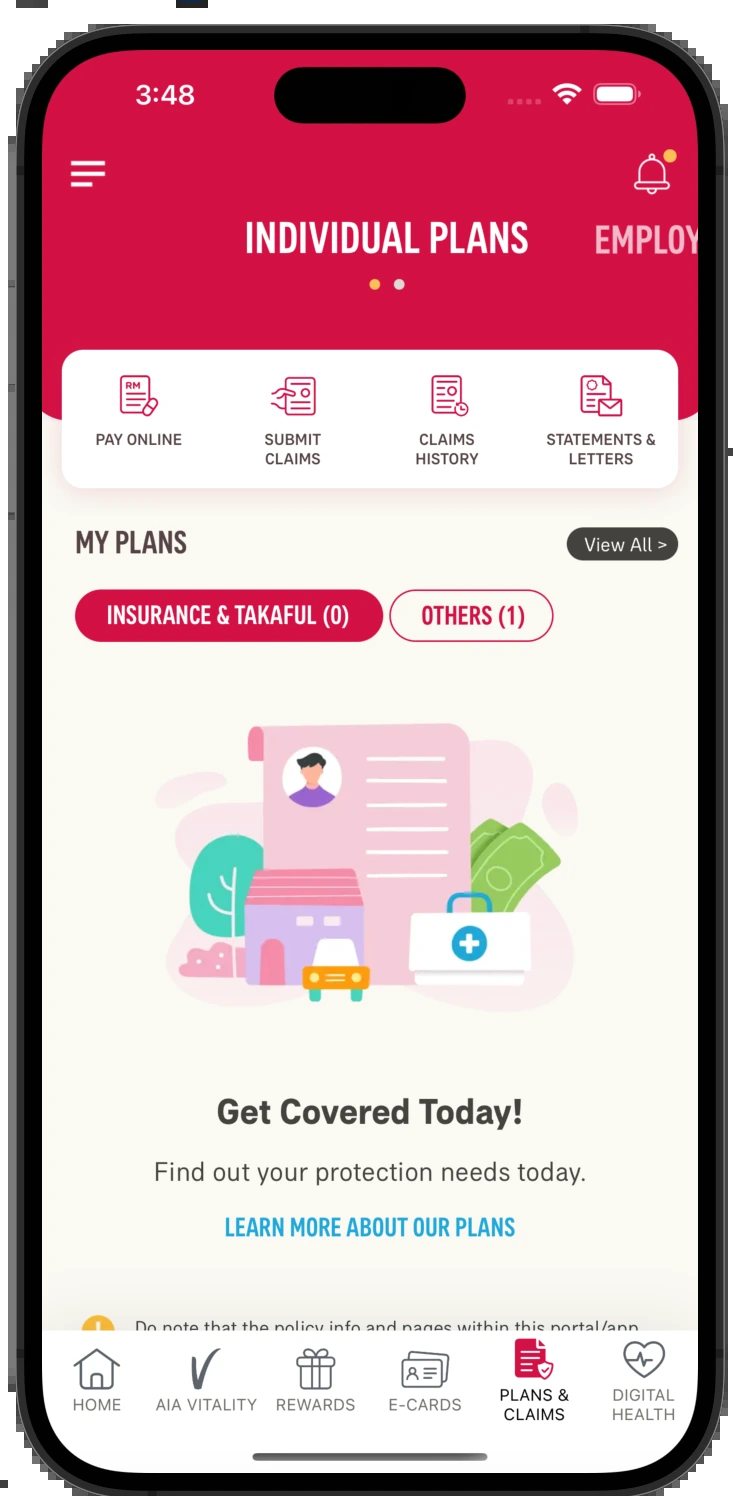 3:48
INDIVIDUAL PLANS
EMPLOY
RM
PAY ONLINE
SUBMIT
CLAIMS
CLAIMS
HISTORY
STATEMENTS &
LETTERS
MY PLANS
View All >
INSURANCE & TAKAFUL (0)
OTHERS (1)
Get Covered Today!
Find out your protection needs today.
LEARN MORE ABOUT OUR PLANS
Do note that the policy info and pages within this portal/app
HOME
AIA VITALITY
REWARDS
E-CARDS
PLANS &
CLAIMS
DIGITAL
HEALTH